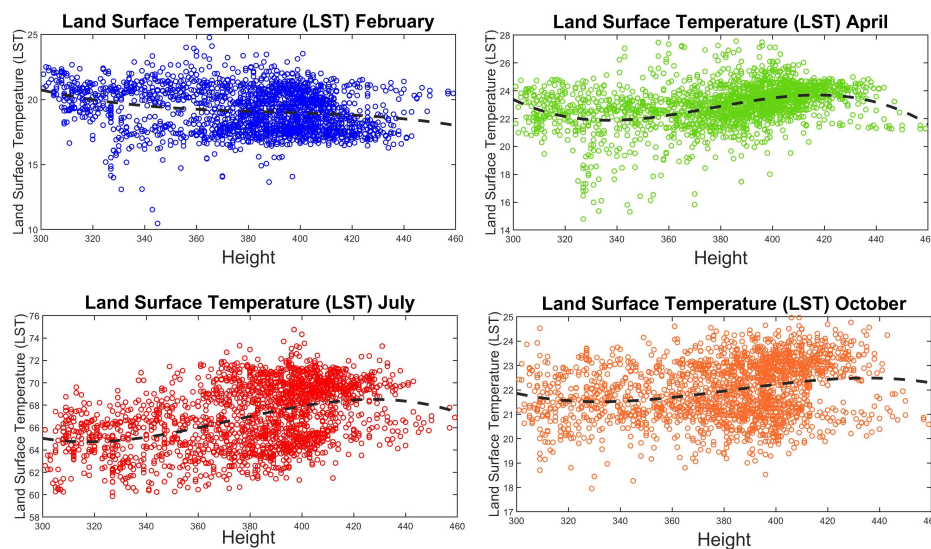 Land Surface Temperature (LST) February
Land Surface Temperature (LST)
25
20
15
10
300 320 340 360 380 400 420 440 460
Height
Land Surface Temperature (LST) April
Land Surface Temperature (LST)
28
26
24
22
20
18
16
14
300 320 340 360 380 400 420 440 460
Height
Land Surface Temperature (LST) July
Land Surface Temperature (LST)
76
74
72
70
68
66
64
62
60
58
300 320 340 360 380 400 420 440 460
Height
Land Surface Temperature (LST) October
Land Surface Temperature (LST)
25
24
23
22
21
20
19
18
17
300 320 340 360 380 400 420 440 460
Height